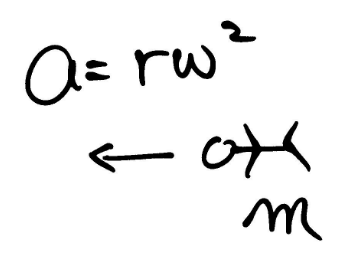 a = rw²
m